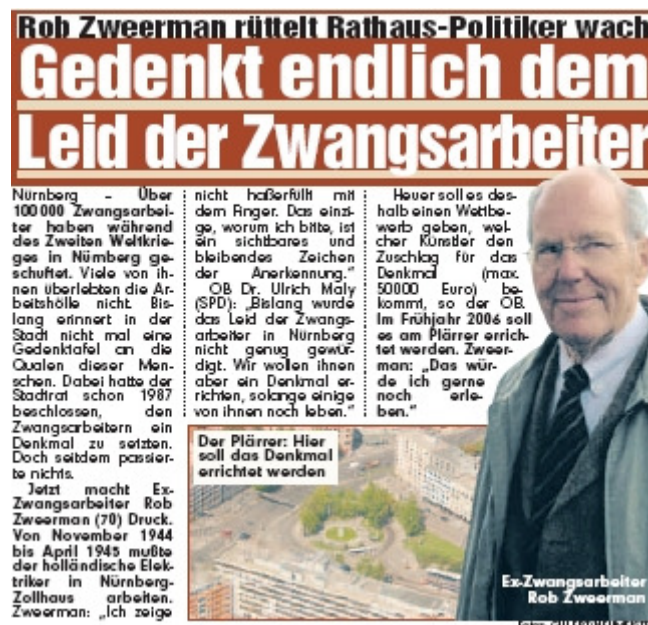 Rob Zweerman rüttelt Rathaus-Politiker wach
Gedenkt endlich dem
Leid der Zwangsarbeiter
Nürnberg – Über
100 000 Zwangsarbei-
ter haben während
des Zweiten Weltkrie-
ges in Nürnberg ge-
schuftet. Viele von ih-
nen überlebten die Ar-
beitshölle nicht. Bis-
lang erinnert in der
Stadt nicht mal eine
Gedenktafel an die
Qualen dieser Men-
schen. Dabei hatte der
Stadtrat schon 1987
beschlossen, den
Zwangsarbeitern ein
Denkmal zu setzten.
Doch seitdem passier-
te nichts.
Jetzt macht Ex-
Zwangsarbeiter Rob
Zweerman (70) Druck.
Von November 1944
bis April 1945 mußte
der holländische Elek-
triker in Nürnberg-
Zollhaus arbeiten.
Zweerman: „Ich zeige
nicht haßerfüllt mit
dem Finger. Das einzi-
ge, worum ich bitte, ist
ein sichtbares und
bleibendes Zeichen
der Anerkennung.“
OB Dr. Ulrich Maly
(SPD): „Bislang wurde
das Leid der Zwangs-
arbeiter in Nürnberg
nicht genug gewür-
digt. Wir wollen ihnen
aber ein Denkmal er-
richten, solange einige
von ihnen noch leben.“
Heuer soll es des-
halb einen Wettbe-
werb geben, wel-
cher Künstler den
Zuschlag für das
Denkmal (max.
50000 Euro) be-
kommt, so der OB.
Im Frühjahr 2006 soll
es am Plärrer errich-
tet werden. Zweer-
man: „Das wür-
de ich gerne
noch erle-
ben.“
Der Plärrer: Hier
soll das Denkmal
errichtet werden
Ex-Zwangsarbeiter
Rob Zweerman